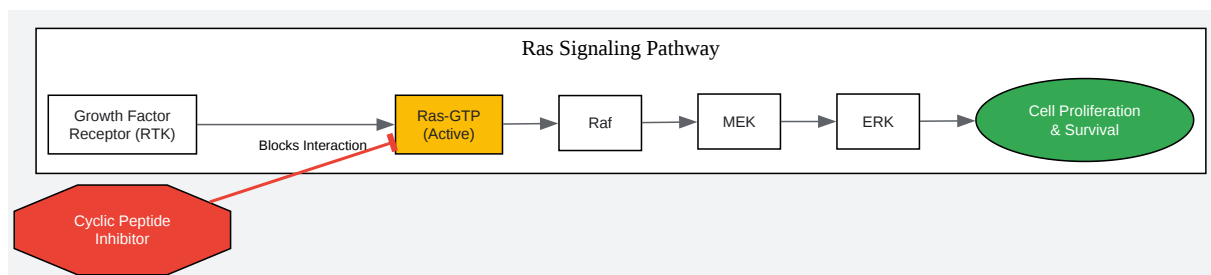 Ras Signaling Pathway
Growth Factor
Receptor (RTK)
Ras-GTP
(Active)
Raf
MEK
ERK
Cell Proliferation
& Survival
Blocks Interaction
Cyclic Peptide
Inhibitor